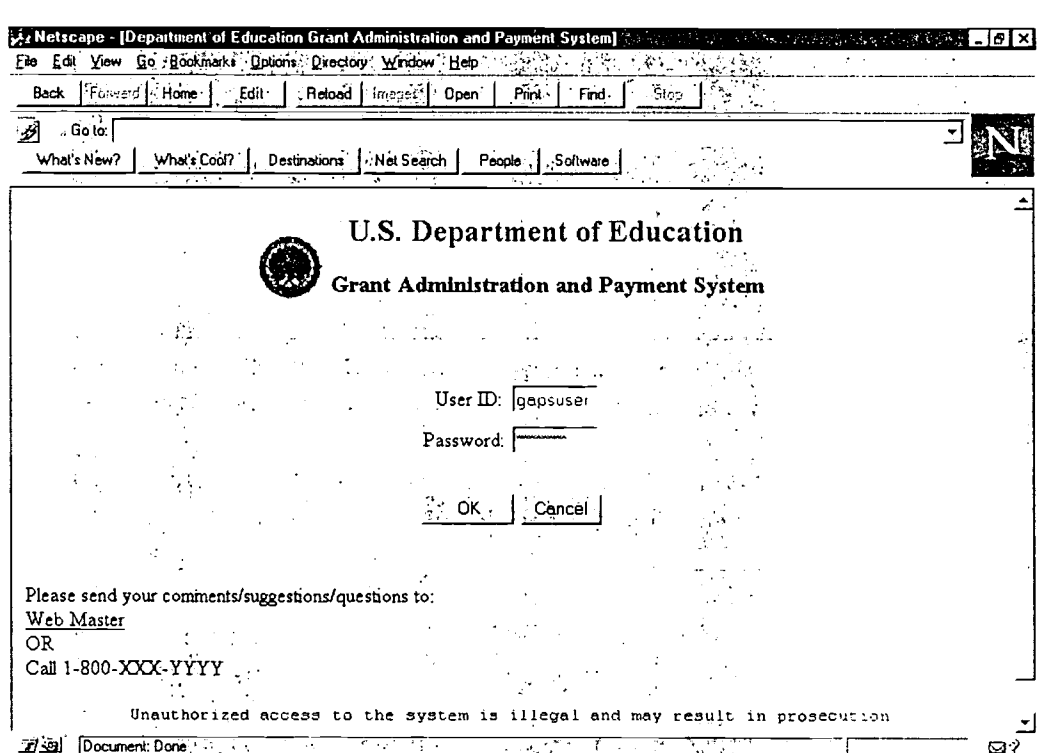 Netscape - [Department of Education Grant Administration and Payment System]
File Edit View Go Bookmarks Options Directory Window Help
Back Forward Home Edit Reload Images Open Print Find Stop
Go to:
What's New? What's Cool? Destinations Net Search People Software
N
U.S. Department of Education
Grant Administration and Payment System
User ID: gapsuser
Password:
OK Cancel
Please send your comments/suggestions/questions to:
Web Master
OR
Call 1-800-XXX-YYYY
Unauthorized access to the system is illegal and may result in prosecution
Document: Done